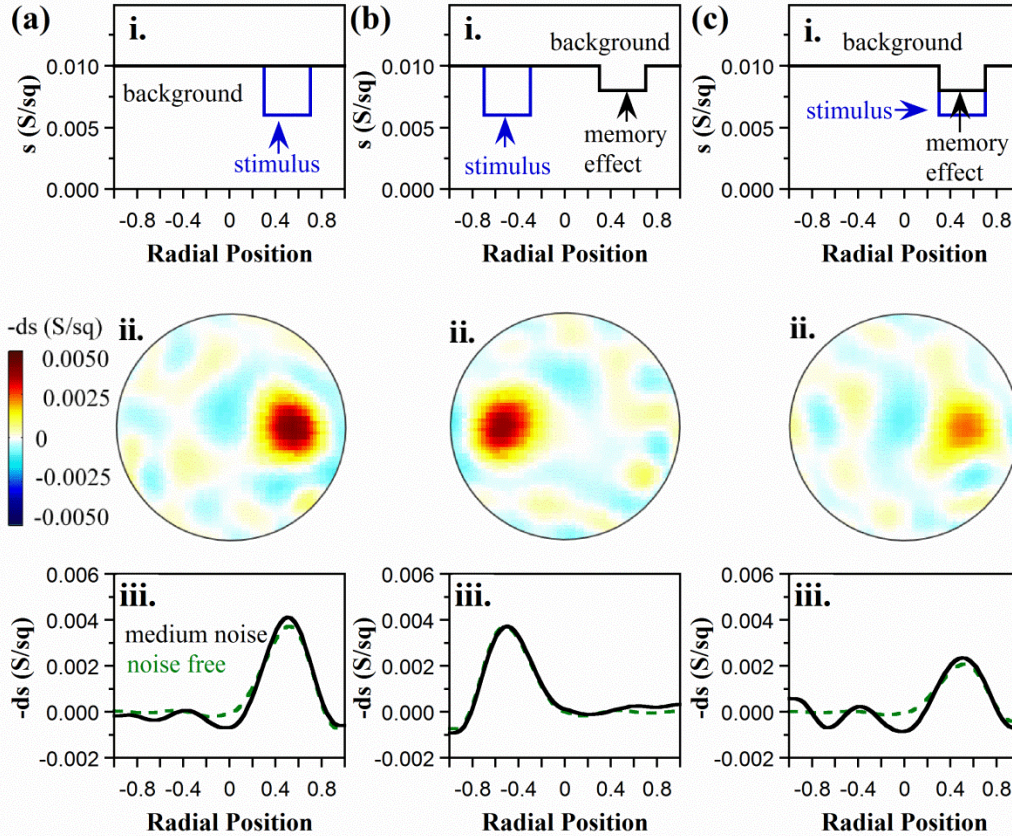 (a)
i.
s (S/sq)
0.010
0.005
0.000
background
stimulus
-0.8 -0.4 0 0.4 0.8
Radial Position
(b)
i.
s (S/sq)
0.010
0.005
0.000
background
stimulus
memory
effect
-0.8 -0.4 0 0.4 0.8
Radial Position
(c)
i.
s (S/sq)
0.010
0.005
0.000
background
stimulus
memory
effect
-0.8 -0.4 0 0.4 0.8
Radial Position
-ds (S/sq)
0.0050
0.0025
0
-0.0025
-0.0050
ii.
ii.
ii.
iii.
-ds (S/sq)
0.006
0.004
0.002
0.000
-0.002
medium noise
noise free
-0.8 -0.4 0 0.4 0.8
Radial Position
iii.
-ds (S/sq)
0.006
0.004
0.002
0.000
-0.002
-0.8 -0.4 0 0.4 0.8
Radial Position
iii.
-ds (S/sq)
0.006
0.004
0.002
0.000
-0.002
-0.8 -0.4 0 0.4 0.8
Radial Position